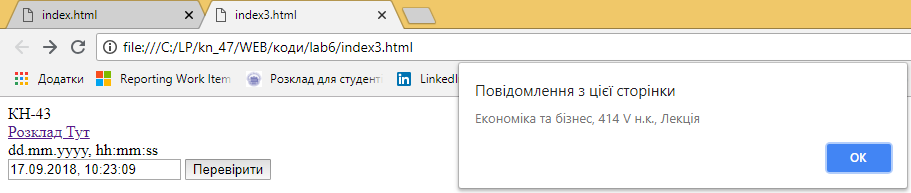 index.html
index3.html
file:///C:/LP/kn_47/WEB/коди/lab6/index3.html
Додатки
Reporting Work Item
Розклад для студент
LinkedI
Повідомлення з цієї сторінки
Економіка та бізнес, 414 V н.к., Лекція
OK
КН-43
Розклад Тут
dd.mm.yyyy, hh:mm:ss
17.09.2018, 10:23:09
Перевірити